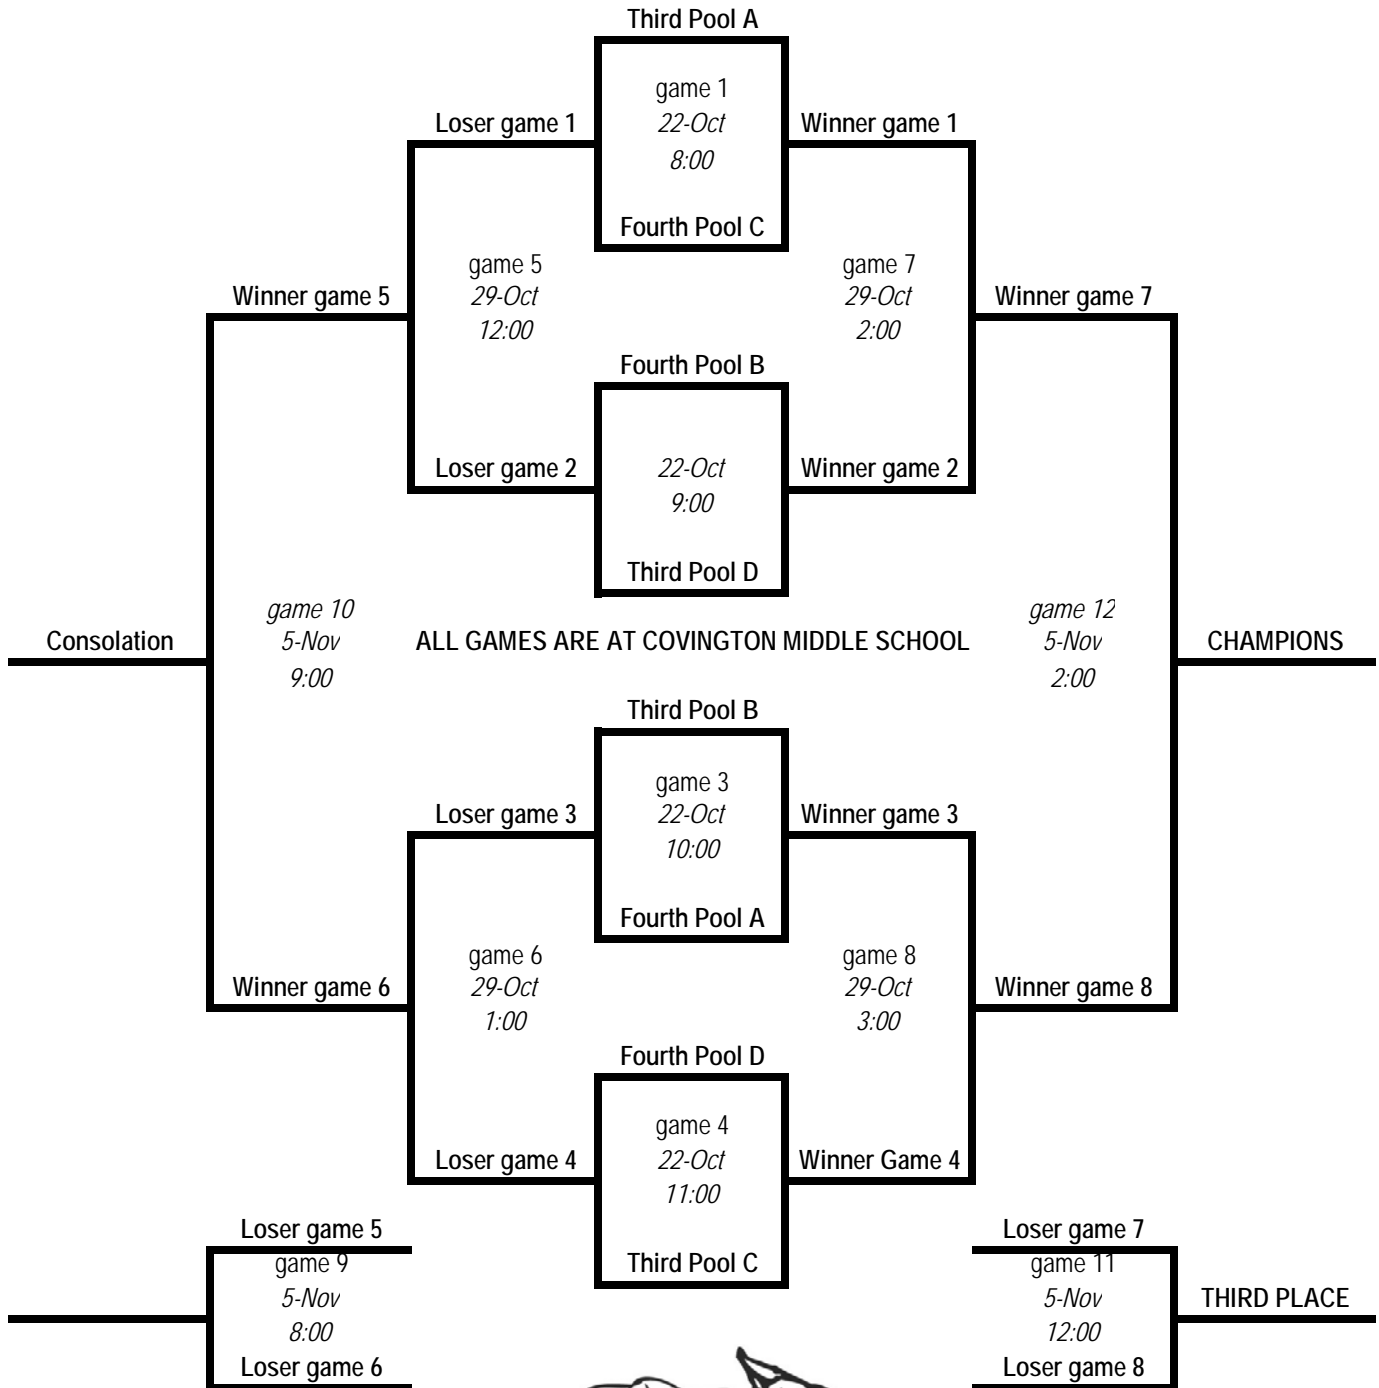 Third Pool A
game 1
Loser game 1
22-Oct
Winner game 1
8:00
Fourth Pool C
game 5
game 7
Winner game 5
29-Oct
29-Oct
Winner game 7
12:00
2:00
Fourth Pool B
Loser game 2
22-Oct
Winner game 2
9:00
Third Pool D
game 10
game 12
Consolation
5-Nov
ALL GAMES ARE AT COVINGTON MIDDLE SCHOOL
5-Nov
CHAMPIONS
9:00
2:00
Third Pool B
game 3
Loser game 3
22-Oct
Winner game 3
10:00
Fourth Pool A
game 6
game 8
Winner game 6
29-Oct
29-Oct
Winner game 8
1:00
3:00
Fourth Pool D
game 4
Loser game 4
22-Oct
Winner Game 4
11:00
Loser game 5
Loser game 7
game 9
Third Pool C
game 11
5-Nov
5-Nov
THIRD PLACE
8:00
12:00
Loser game 6
Loser game 8